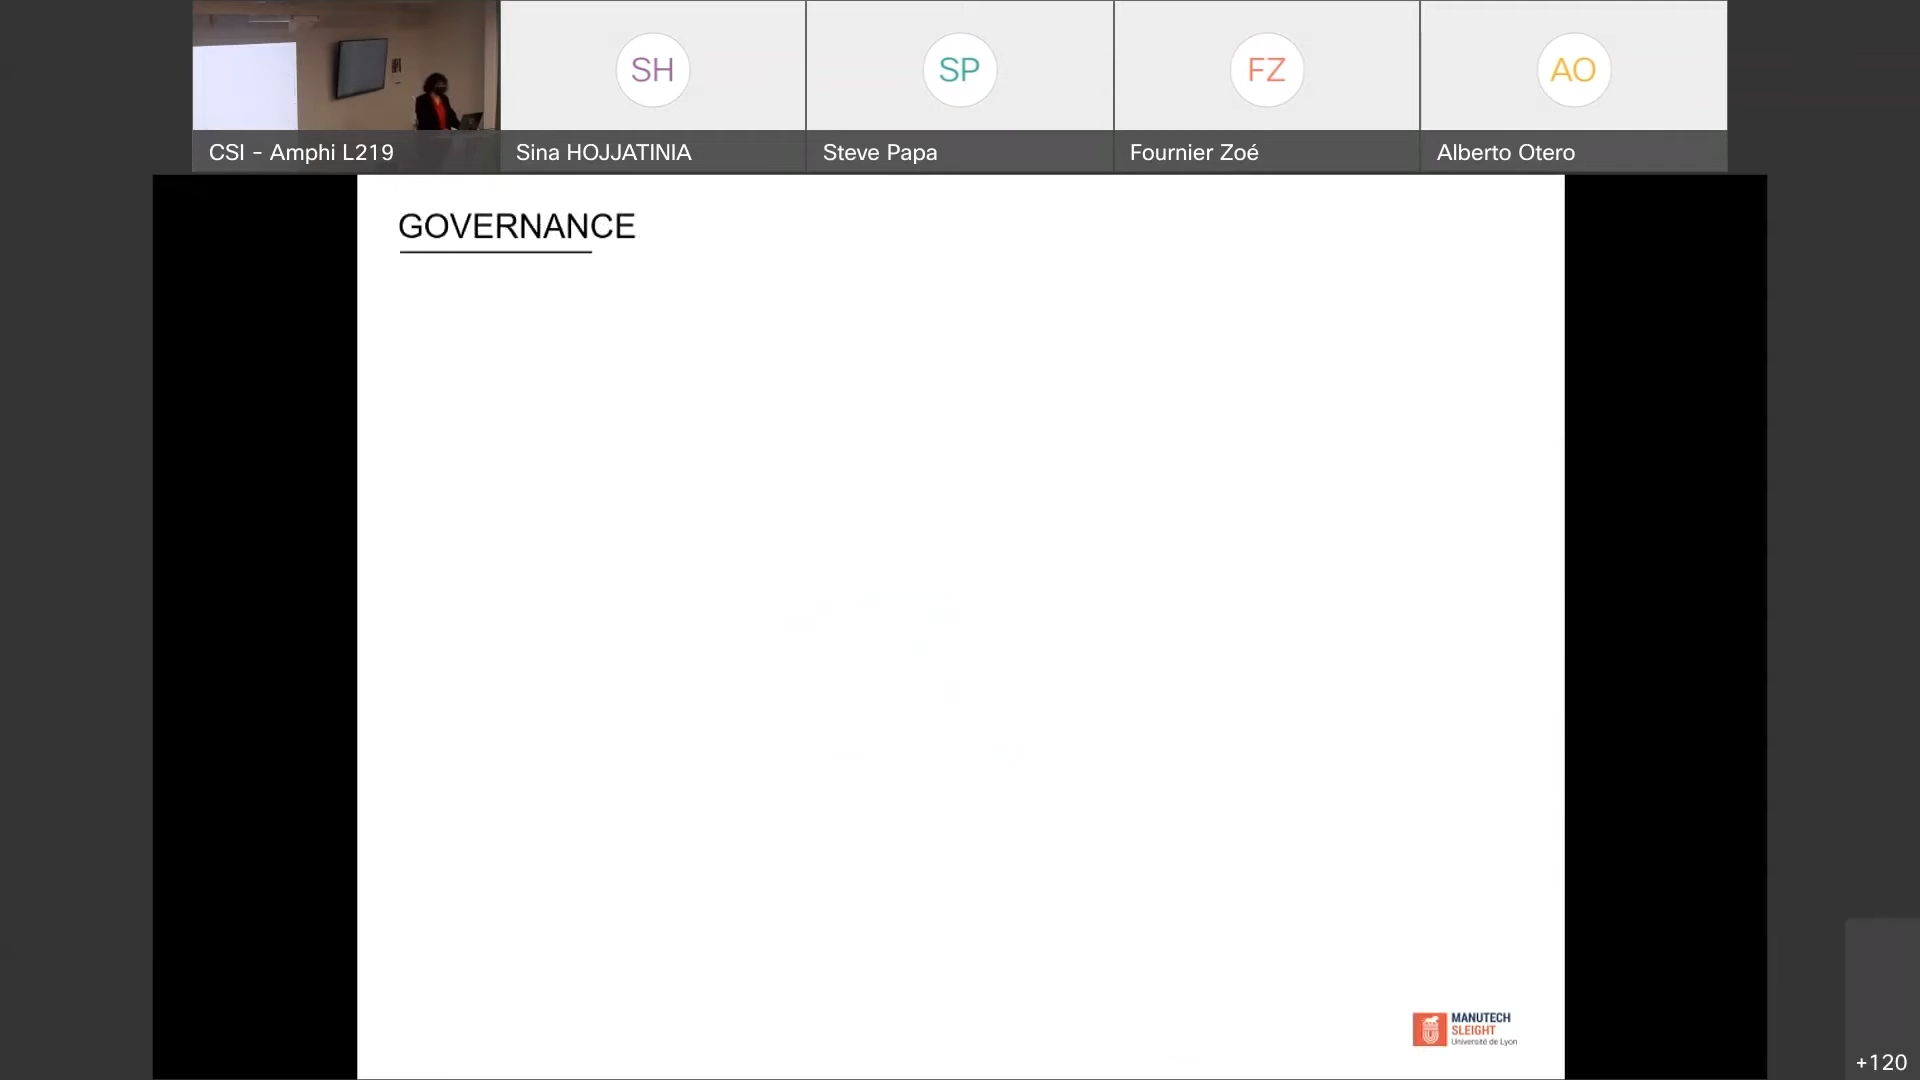 SH
SP
FZ
AO
CSI - Amphi L219
Sina HOJJATINIA
Steve Papa
Fournier Zoé
Alberto Otero
GOVERNANCE
MANUTECH
SLEIGHT
Université de Lyon
+120